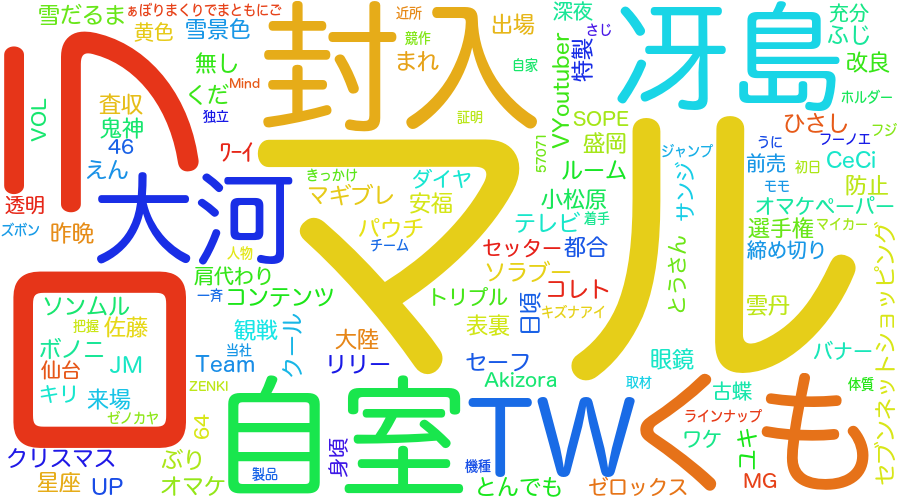 雪だるま
ぁぼりまくりでまともにご
黄色
雪景色
近所
競作
まれ
出場
深夜
さじ
特製
VYoutuber
充分
ふじ
改良
ホルダー
封入
冴島
無し
くだ
Mind
自家
証明
独立
査収
鬼神
46
VOL
えん
ワーイ
SOPE
盛岡
ひさし
フジ
フーノエ
うに
ジャンプ
前売
初日
CeCi
57071
ルーム
マル
きっかけ
マギブレ
ダイヤ
安福
小松原
サンジ
モモ
防止
オマケペーパー
透明
ズボン
昨晩
大河
パウチ
チーム
テレビ
着手
選手権
マイカー
締め切り
人物
セッター
都合
とうさん
肩代わり
ソラブー
一斉
コンテンツ
トリプル
コレト
キズナアイ
日頃
雲丹
セブンネットショッピング
回
ソンムル
把握
佐藤
観戦
クール
大陸
表裏
ボノニ
JM
当社
Team
リリー
セーフ
眼鏡
バナー
仙台
キリ
来場
ゼノカヤ
ZENKI
Akizora
取材
古蝶
体質
64
自室
TW
くも
ラインナップ
ワケ
ユキ
クリスマス
ぶり
製品
身頃
機種
星座
UP
オマケ
とんでも
ゼロックス
MG